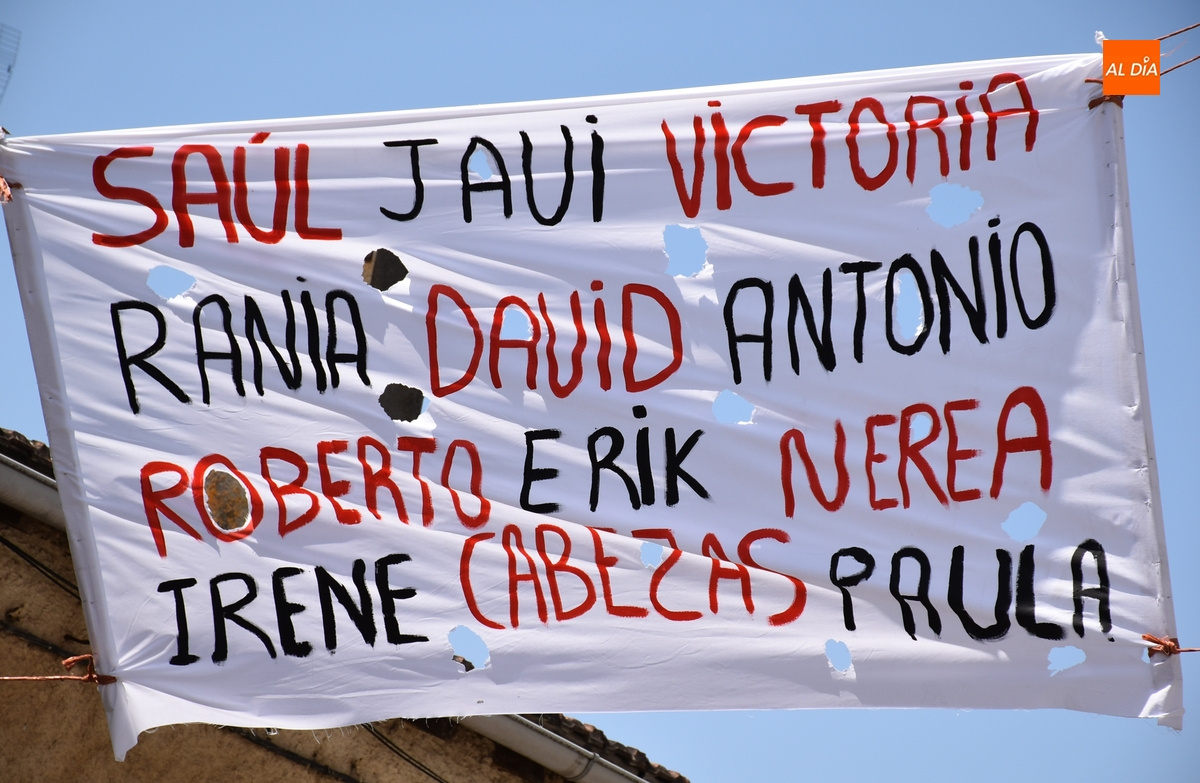 SAÚL JAVi ViCTORiA
RANiA DAViD ANTONiO
ROBERTO ERiK NEREA
IRENE CABEZAS PAULA
AL DÍA